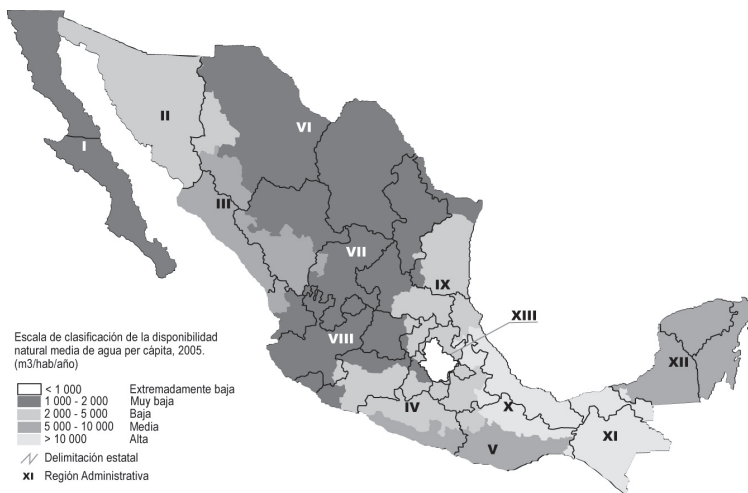 I
II
III
VI
VII
IX
XIII
VIII
XII
IV
X
V
XI
Escala de clasificación de la disponibilidad
natural media de agua per cápita, 2005.
(m3/hab/año)
< 1 000 Extremadamente baja
1 000 - 2 000 Muy baja
2 000 - 5 000 Baja
5 000 - 10 000 Media
> 10 000 Alta
Delimitación estatal
XI Región Administrativa